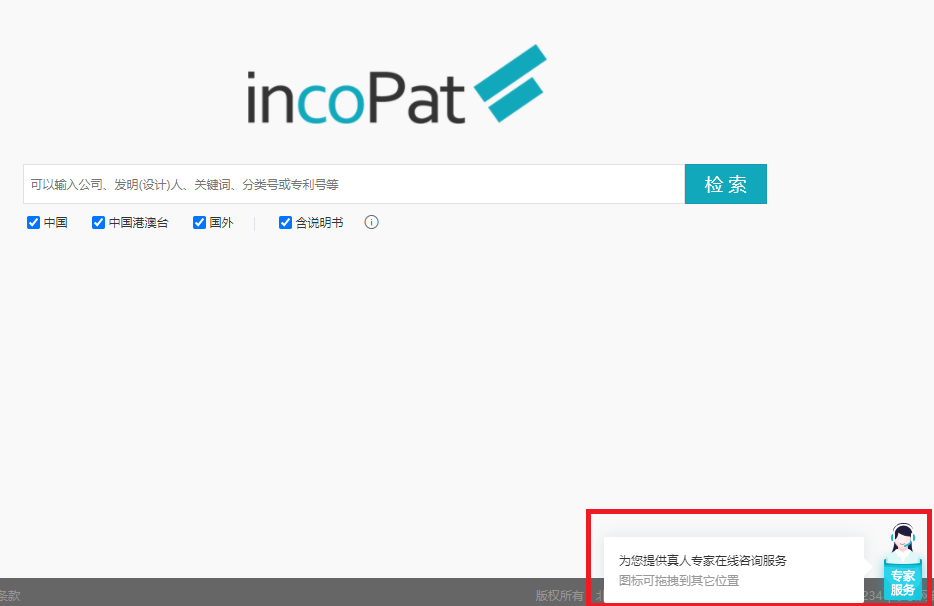 incoPat
可以输入公司、发明(设计)人、关键词、分类号或专利号等
检 索
中国
中国港澳台
国外
含说明书
为您提供真人专家在线咨询服务
图标可拖拽到其它位置
专家
服务
条款
版权所有
234